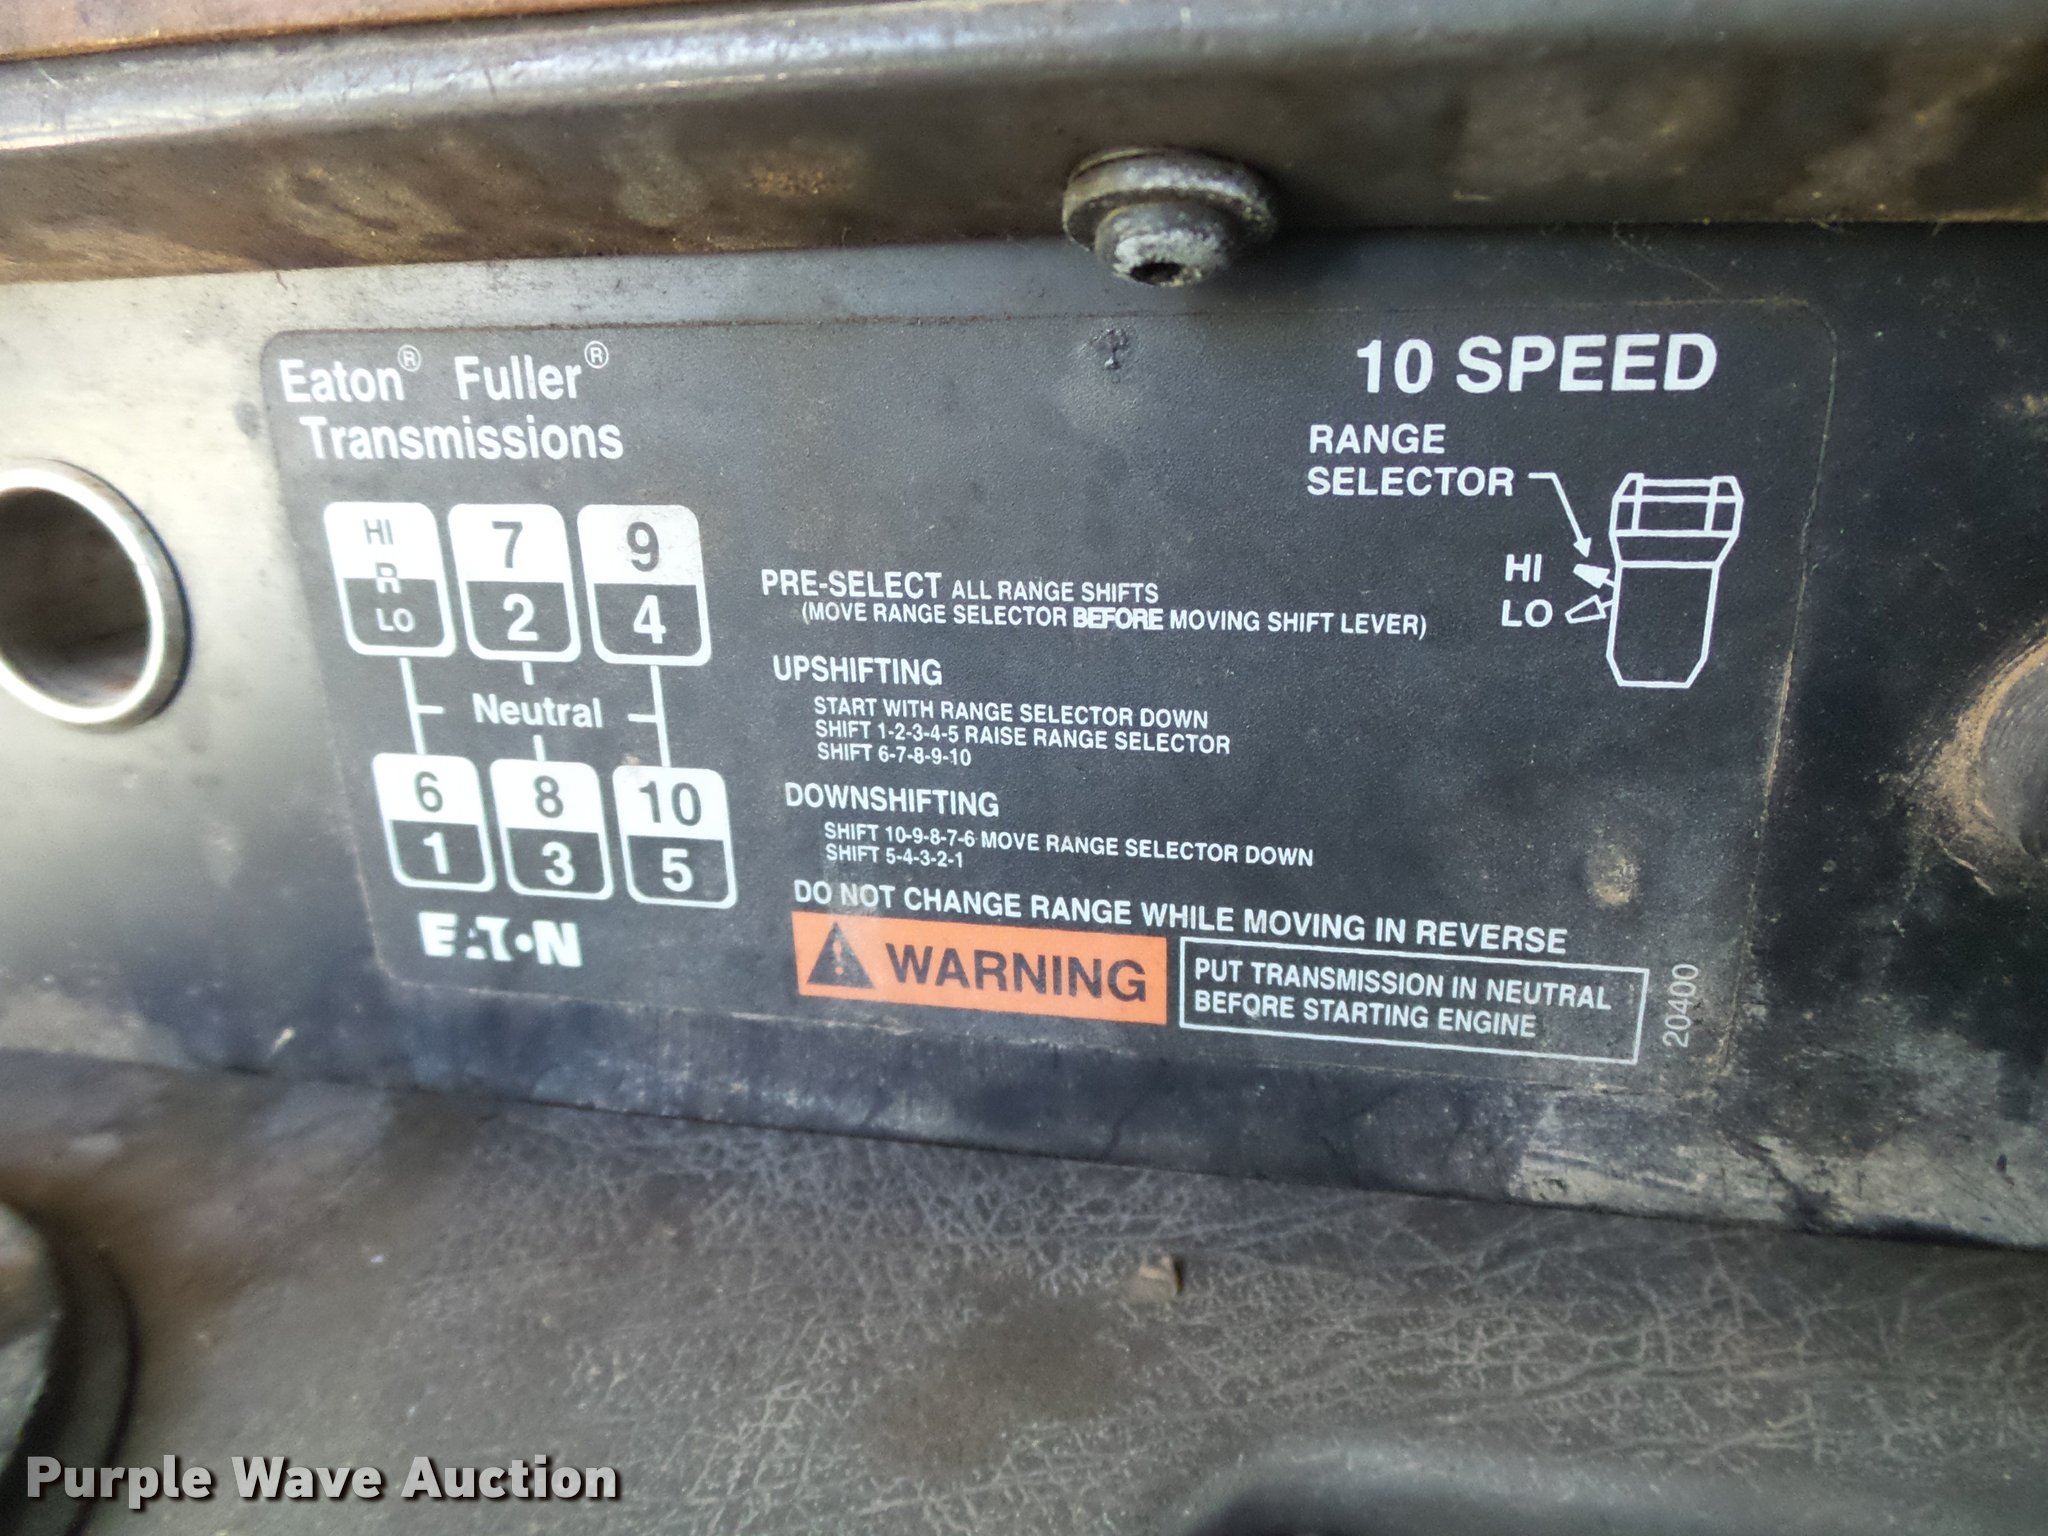 Eaton® Fuller®
Transmissions
10 SPEED
RANGE
SELECTOR
HI
LO
HI
R
LO
7
2
9
4
Neutral
6
1
8
3
10
5
EATON
PRE-SELECT ALL RANGE SHIFTS
(MOVE RANGE SELECTOR BEFORE MOVING SHIFT LEVER)
UPSHIFTING
START WITH RANGE SELECTOR DOWN
SHIFT 1-2-3-4-5 RAISE RANGE SELECTOR
SHIFT 6-7-8-9-10
DOWNSHIFTING
SHIFT 10-9-8-7-6 MOVE RANGE SELECTOR DOWN
SHIFT 5-4-3-2-1
DO NOT CHANGE RANGE WHILE MOVING IN REVERSE
WARNING
PUT TRANSMISSION IN NEUTRAL
BEFORE STARTING ENGINE
20400
Purple Wave Auction